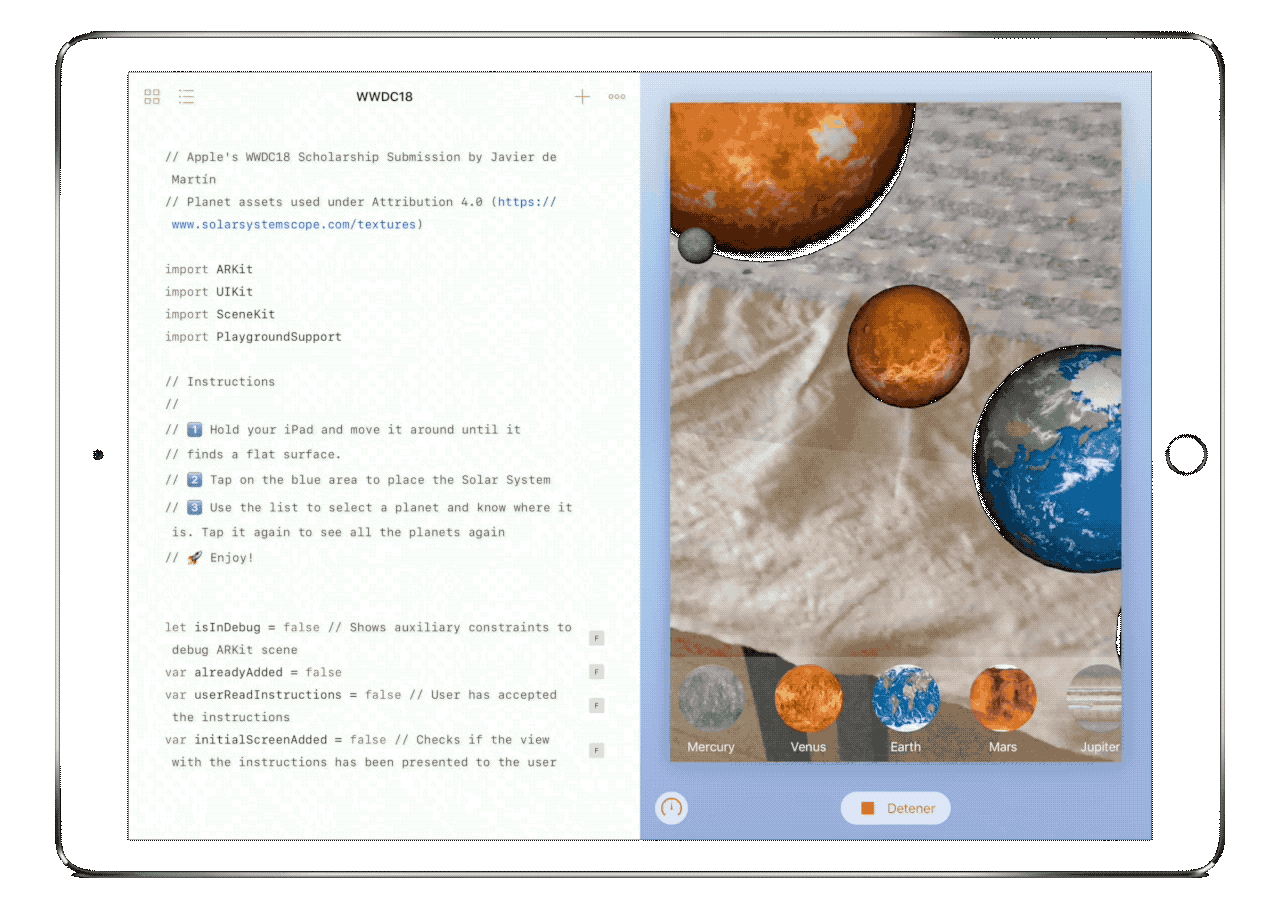 WWDC18
// Apple's WWDC18 Scholarship Submission by Javier de
Martín
// Planet assets used under Attribution 4.0 (https://
www.solarsystemscope.com/textures)
import ARKit
import UIKit
import SceneKit
import PlaygroundSupport
// Instructions
//
// 1️⃣ Hold your iPad and move it around until it
// finds a flat surface.
// 2️⃣ Tap on the blue area to place the Solar System
// 3️⃣ Use the list to select a planet and know where it
is. Tap it again to see all the planets again
// 🚀 Enjoy!
let isInDebug = false // Shows auxiliary constraints to
debug ARKit scene
var alreadyAdded = false
var userReadInstructions = false // User has accepted
the instructions
var initialScreenAdded = false // Checks if the view
with the instructions has been presented to the user
F
F
F
F
Mercury
Venus
Earth
Mars
Jupiter
Detener